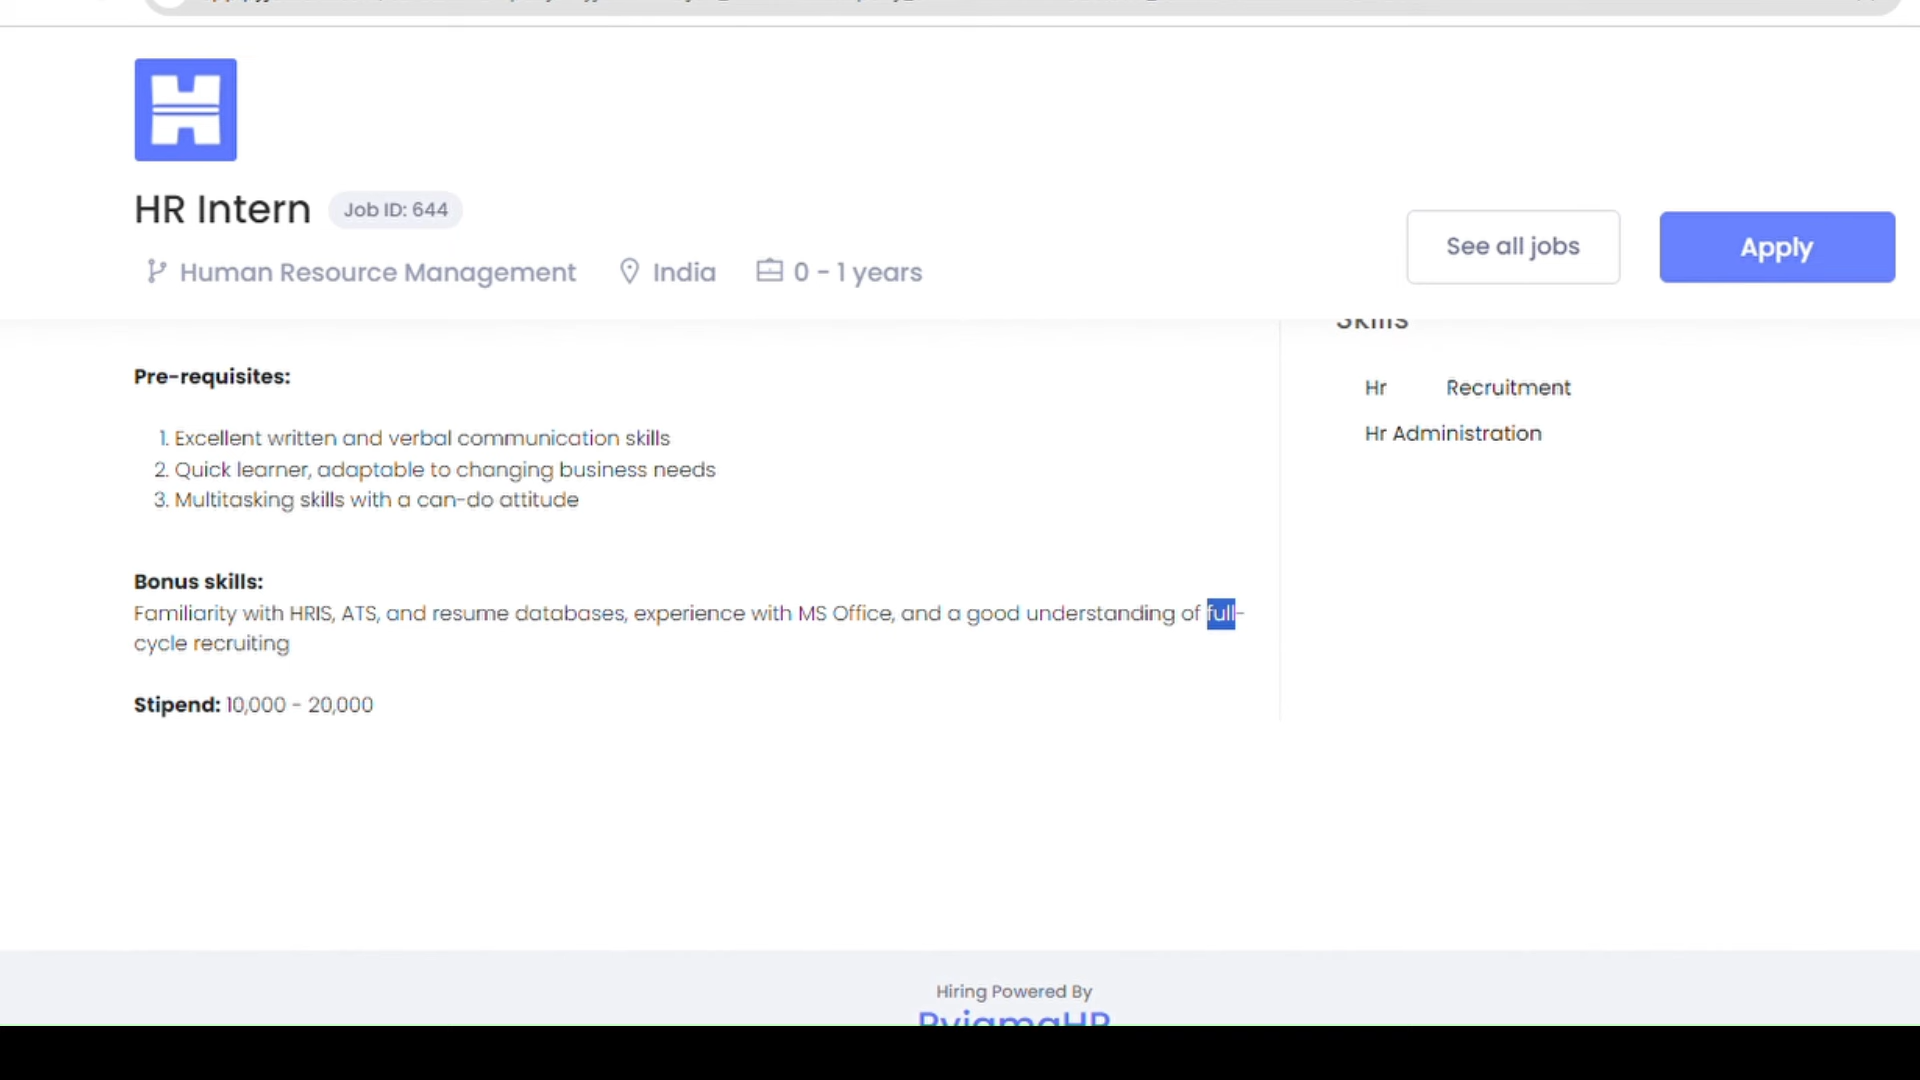 HR Intern Job ID: 644
Human Resource Management India 0 - 1 years
See all jobs
Apply
Pre-requisites:
1. Excellent written and verbal communication skills
2. Quick learner, adaptable to changing business needs
3. Multitasking skills with a can-do attitude
Bonus skills:
Familiarity with HRIS, ATS, and resume databases, experience with MS Office, and a good understanding of full-
cycle recruiting
Stipend: 10,000 - 20,000
Skills
Hr Recruitment
Hr Administration
Hiring Powered By
PyjamaHR